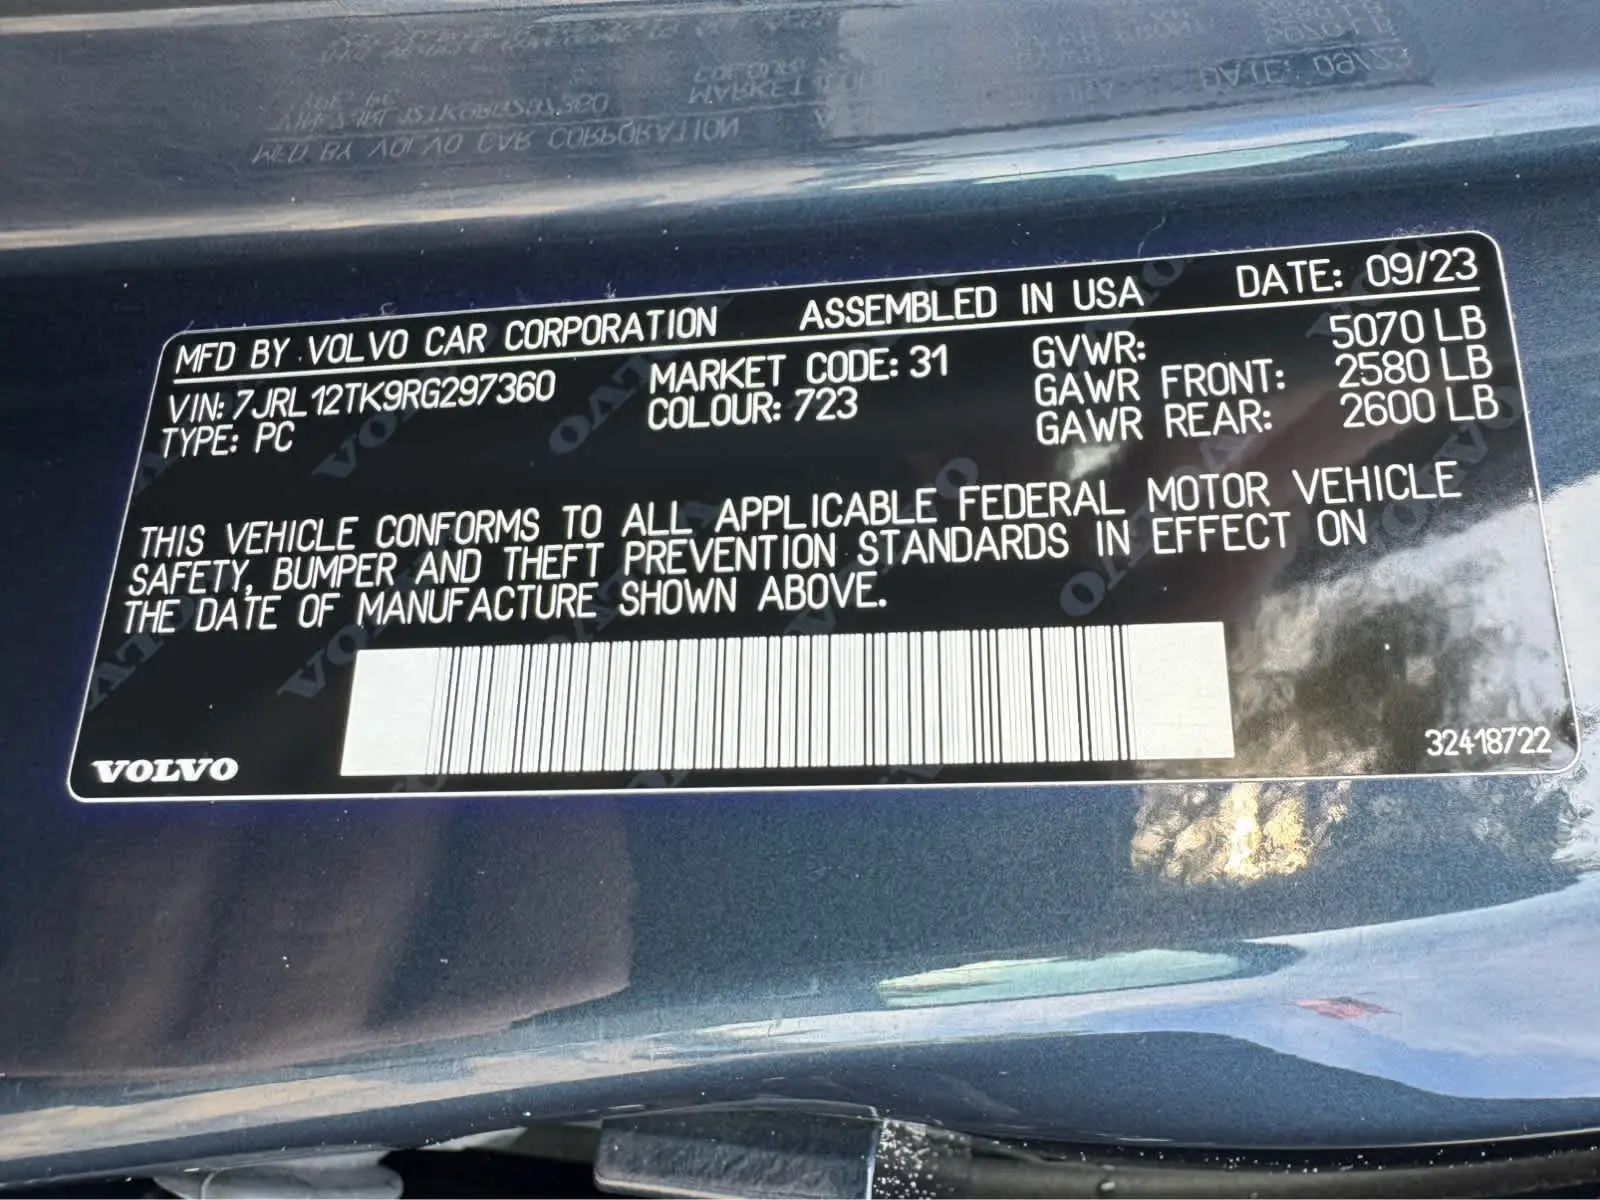 MFD BY VOLVO CAR CORPORATION ASSEMBLED IN USA DATE: 09/23
VIN: 7JRL12TK9RG297360 MARKET CODE: 31 GVWR: 5070 LB
TYPE: PC COLOUR: 723 GAWR FRONT: 2580 LB
GAWR REAR: 2600 LB
THIS VEHICLE CONFORMS TO ALL APPLICABLE FEDERAL MOTOR VEHICLE
SAFETY, BUMPER AND THEFT PREVENTION STANDARDS IN EFFECT ON
THE DATE OF MANUFACTURE SHOWN ABOVE.
VOLVO 32418722